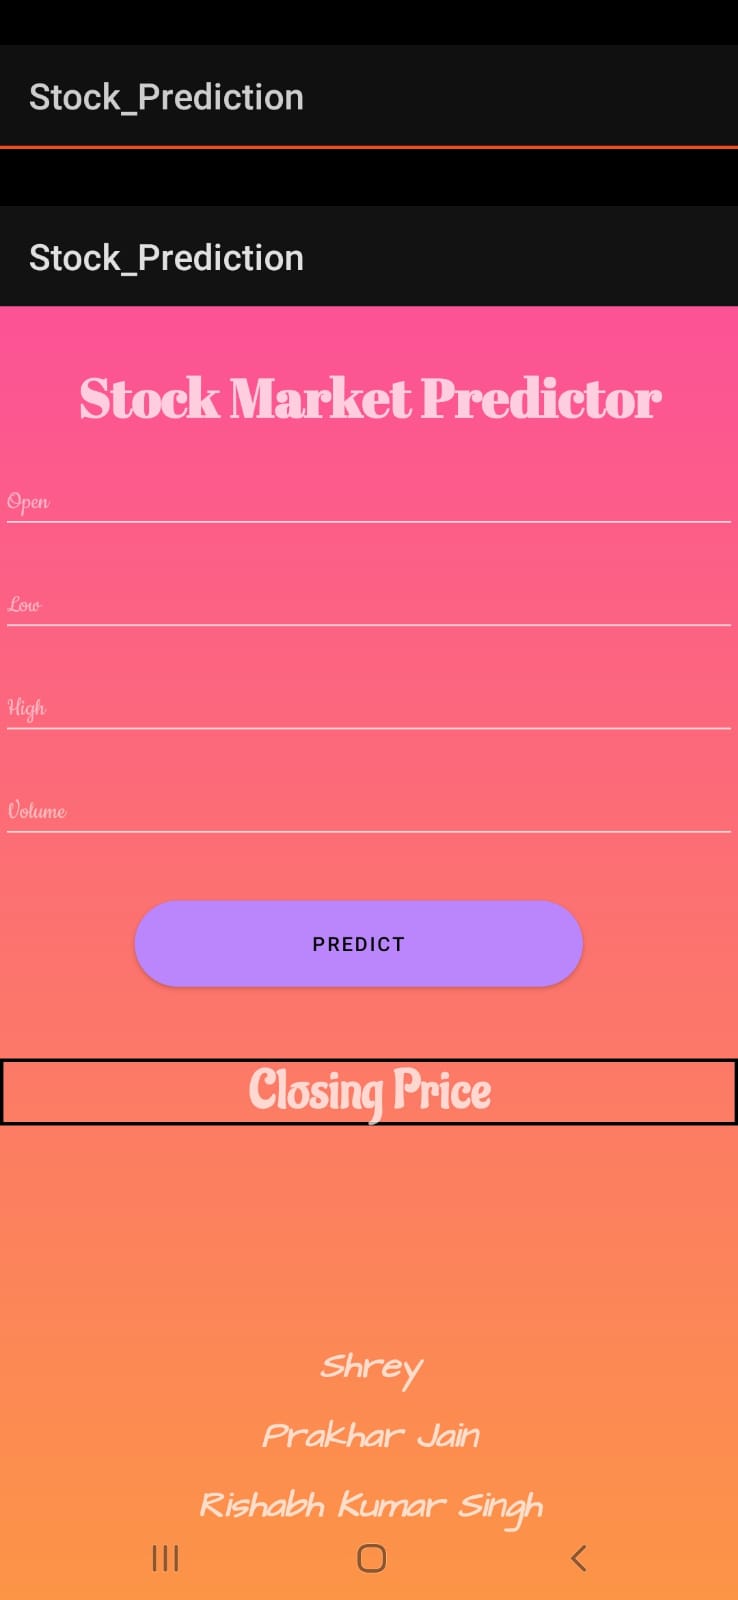 Stock_Prediction
Stock_Prediction
Stock Market Predictor
Open
Low
High
Volume
PREDICT
Closing Price
Shrey
Prakhar Jain
Rishabh Kumar Singh